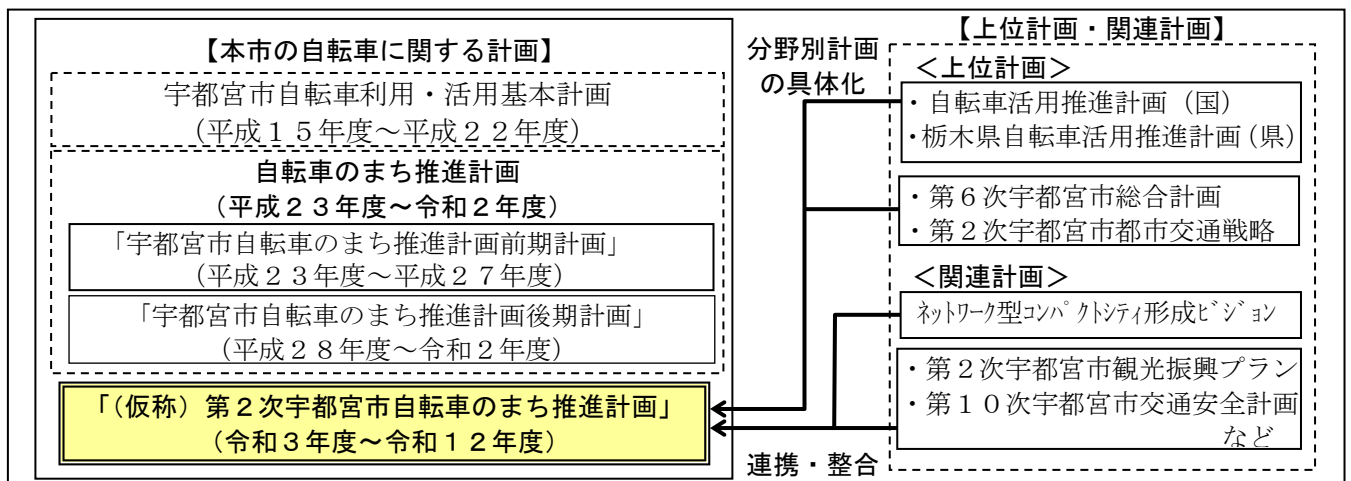 【本市の自転車に関する計画】
宇都宮市自転車利用・活用基本計画
（平成１５年度～平成２２年度）
自転車のまち推進計画
（平成２３年度～令和２年度）
「宇都宮市自転車のまち推進計画前期計画」
（平成２３年度～平成２７年度）
「宇都宮市自転車のまち推進計画後期計画」
（平成２８年度～令和２年度）
「（仮称）第２次宇都宮市自転車のまち推進計画」
（令和３年度～令和１２年度）
分野別計画
の具体化
連携・整合
【上位計画・関連計画】
＜上位計画＞
・自転車活用推進計画（国）
・栃木県自転車活用推進計画（県）
・第６次宇都宮市総合計画
・第２次宇都宮市都市交通戦略
＜関連計画＞
ﾈｯﾄﾜｰｸ型ｺﾝﾊﾟｸﾄｼﾃｨ形成ﾋﾞｼﾞｮﾝ
・第２次宇都宮市観光振興プラン
・第１０次宇都宮市交通安全計画
など